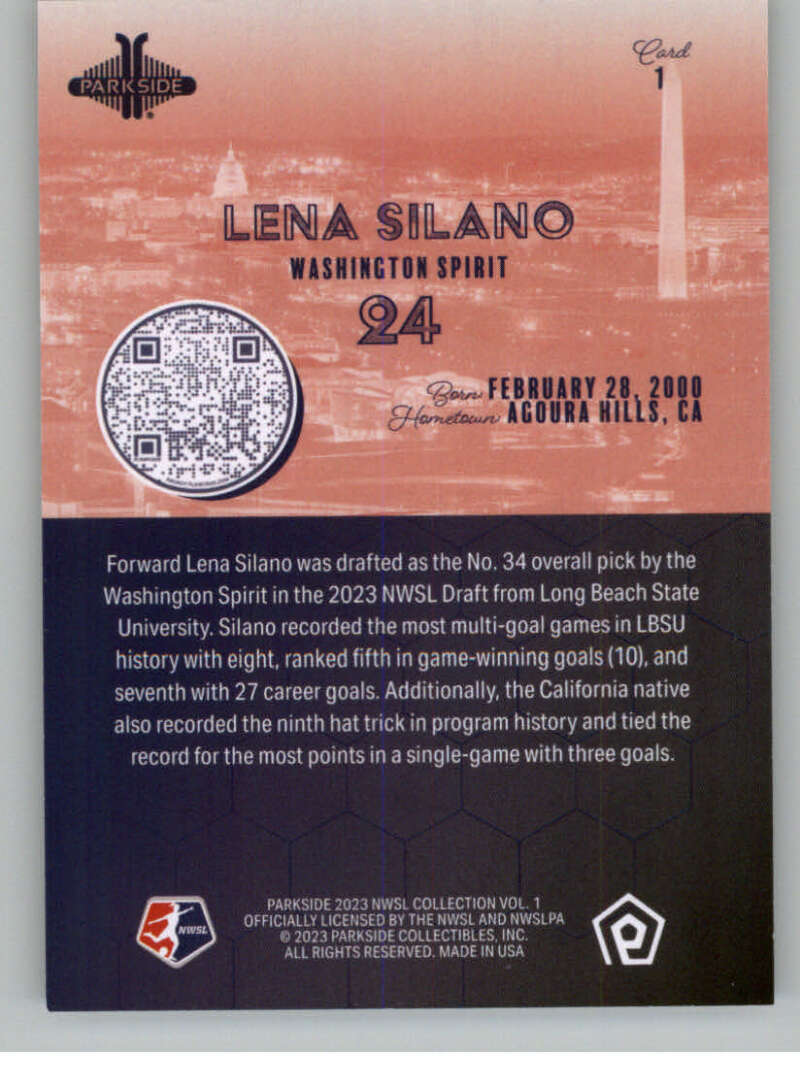 PARKSIDE
Card
1
LENA SILANO
WASHINGTON SPIRIT
24
Born: FEBRUARY 28, 2000
Hometown: AGOURA HILLS, CA
Forward Lena Silano was drafted as the No. 34 overall pick by the
Washington Spirit in the 2023 NWSL Draft from Long Beach State
University. Silano recorded the most multi-goal games in LBSU
history with eight, ranked fifth in game-winning goals (10), and
seventh with 27 career goals. Additionally, the California native
also recorded the ninth hat trick in program history and tied the
record for the most points in a single-game with three goals.
NWSL
PARKSIDE 2023 NWSL COLLECTION VOL. 1
OFFICIALLY LICENSED BY THE NWSL AND NWSLPA
© 2023 PARKSIDE COLLECTIBLES, INC.
ALL RIGHTS RESERVED. MADE IN USA